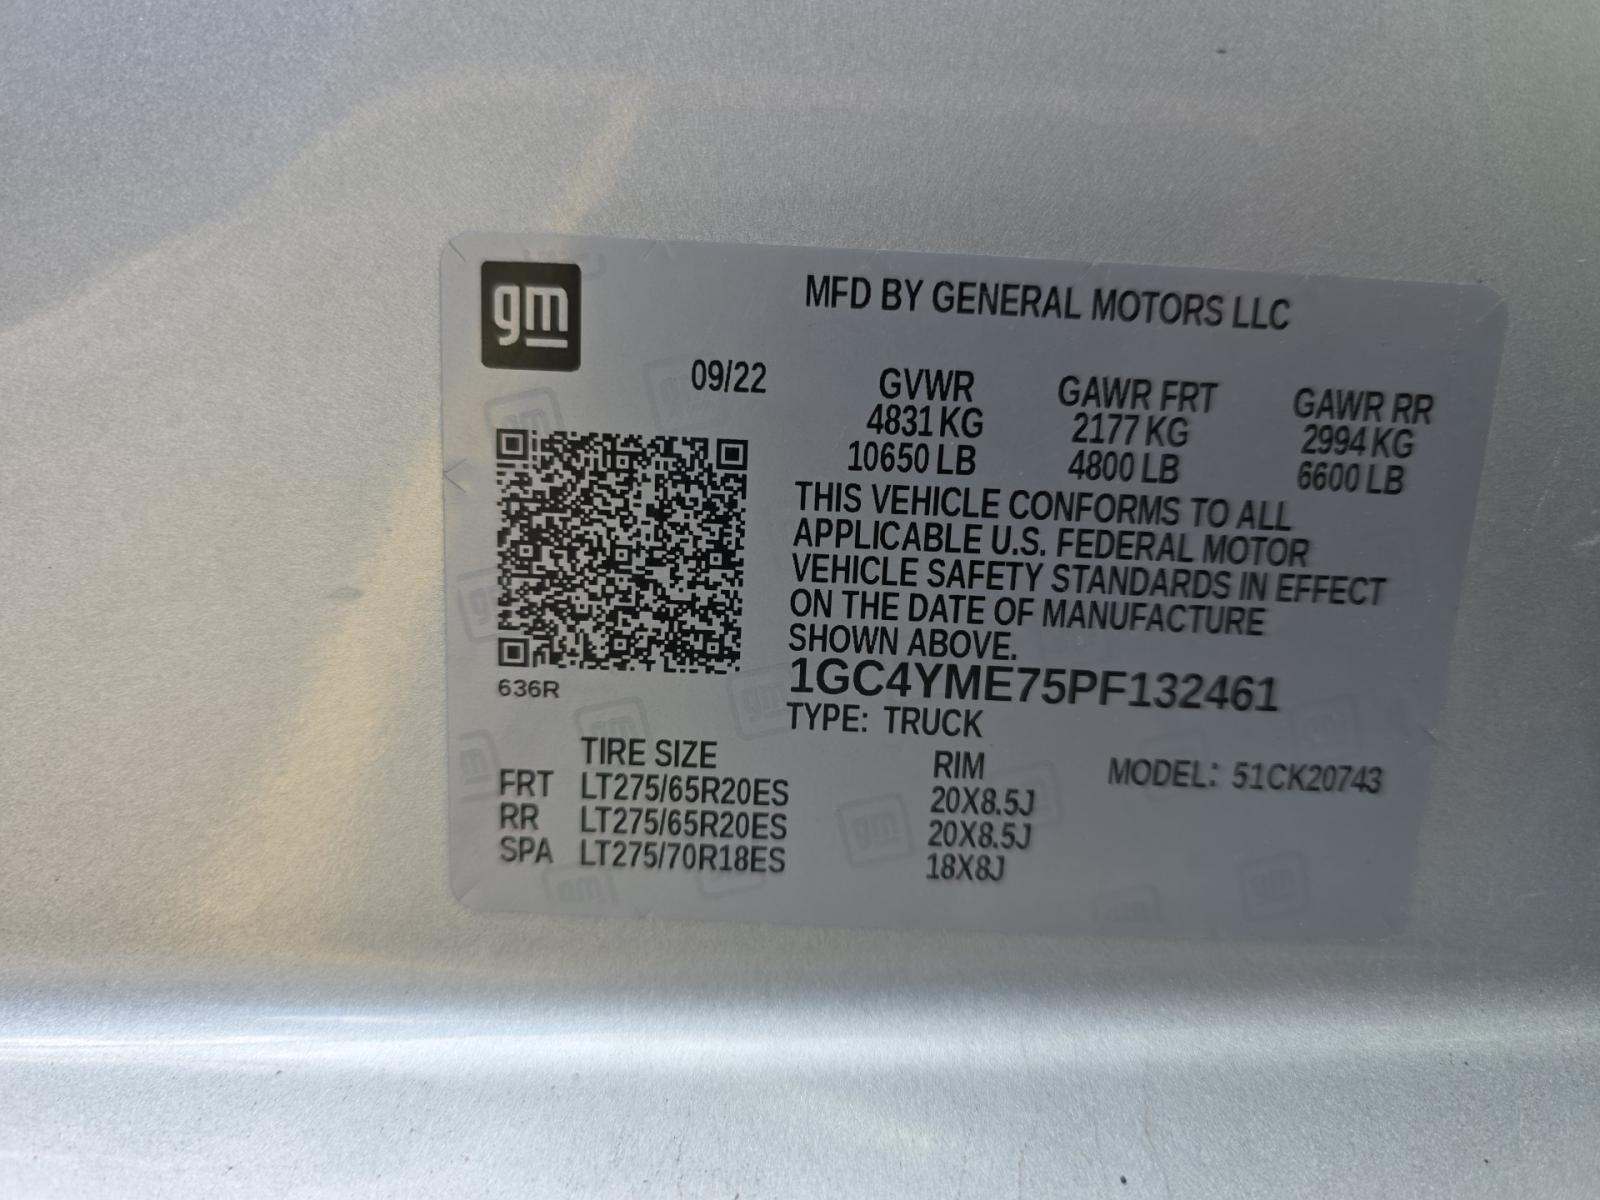 gm
MFD BY GENERAL MOTORS LLC
09/22 GVWR GAWR FRT GAWR RR
4831 KG 2177 KG 2994 KG
10650 LB 4800 LB 6600 LB
THIS VEHICLE CONFORMS TO ALL
APPLICABLE U.S. FEDERAL MOTOR
VEHICLE SAFETY STANDARDS IN EFFECT
ON THE DATE OF MANUFACTURE
SHOWN ABOVE.
636R
1GC4YME75PF132461
TYPE: TRUCK
TIRE SIZE RIM MODEL: 51CK20743
FRT LT275/65R20ES 20X8.5J
RR LT275/65R20ES 20X8.5J
SPA LT275/70R18ES 18X8J